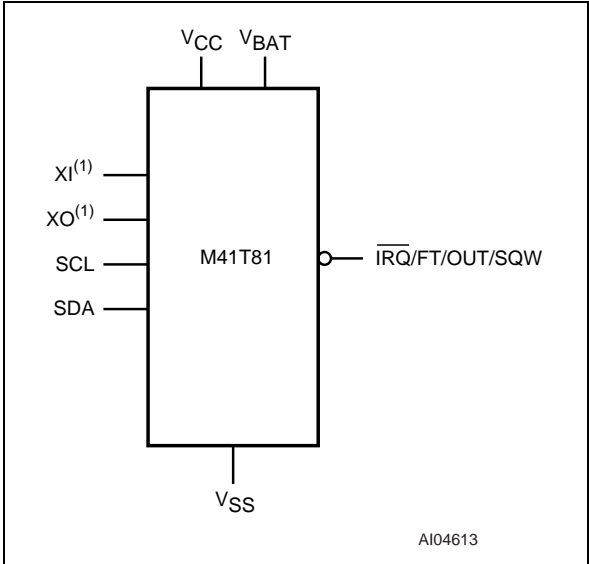 VCC VBAT
XI(1)
XO(1)
SCL
SDA
M41T81
IRQ/FT/OUT/SQW
VSS
AI04613